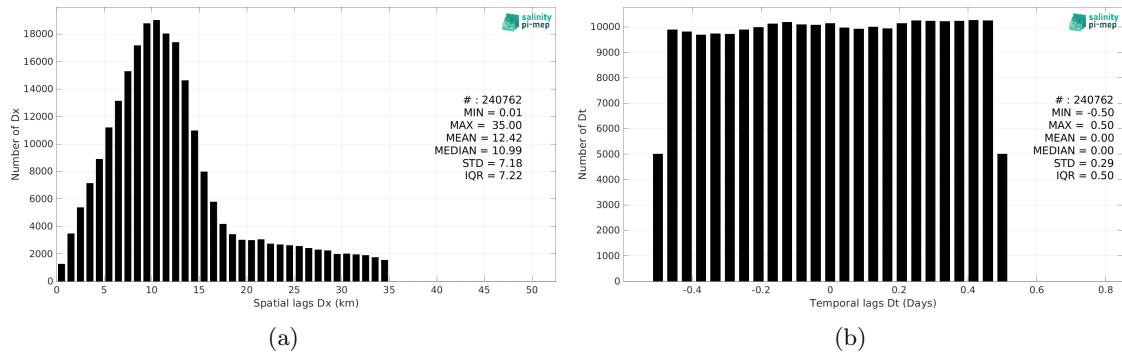 salinity
pi-mep
18000
16000
14000
12000
10000
8000
6000
4000
2000
0
Number of Dx
# : 240762
MIN = 0.01
MAX = 35.00
MEAN = 12.42
MEDIAN = 10.99
STD = 7.18
IQR = 7.22
0 5 10 15 20 25 30 35 40 45 50
Spatial lags Dx (km)
(a)
salinity
pi-mep
10000
9000
8000
7000
6000
5000
4000
3000
2000
1000
0
Number of Dt
# : 240762
MIN = -0.50
MAX = 0.50
MEAN = 0.00
MEDIAN = 0.00
STD = 0.29
IQR = 0.50
-0.4 -0.2 0 0.2 0.4 0.6 0.8
Temporal lags Dt (Days)
(b)